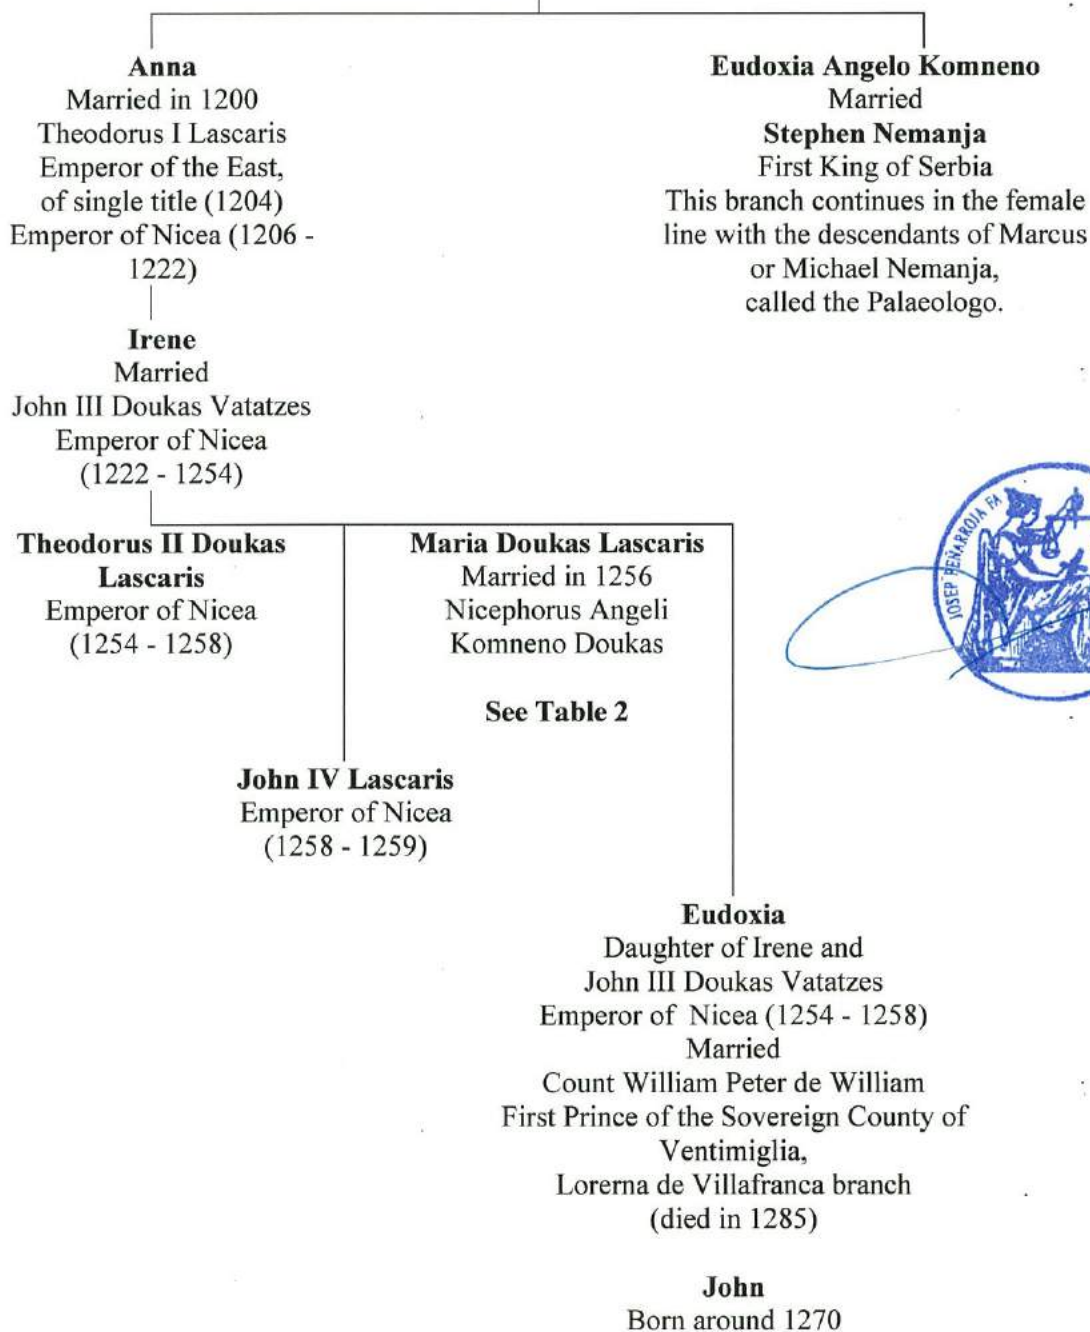 Anna
Married in 1200
Theodorus I Lascaris
Emperor of the East,
of single title (1204)
Emperor of Nicea (1206 -
1222)
Eudoxia Angelo Komneno
Married
Stephen Nemanja
First King of Serbia
This branch continues in the female
line with the descendants of Marcus
or Michael Nemanja,
called the Palaeologo.
Irene
Married
John III Doukas Vatatzes
Emperor of Nicea
(1222 - 1254)
Theodorus II Doukas
Lascaris
Emperor of Nicea
(1254 - 1258)
Maria Doukas Lascaris
Married in 1256
Nicephorus Angeli
Komneno Doukas
See Table 2
JOSEP PEÑARROJA FA
John IV Lascaris
Emperor of Nicea
(1258 - 1259)
Eudoxia
Daughter of Irene and
John III Doukas Vatatzes
Emperor of Nicea (1254 - 1258)
Married
Count William Peter de William
First Prince of the Sovereign County of
Ventimiglia,
Lorerna de Villafranca branch
(died in 1285)
John
Born around 1270